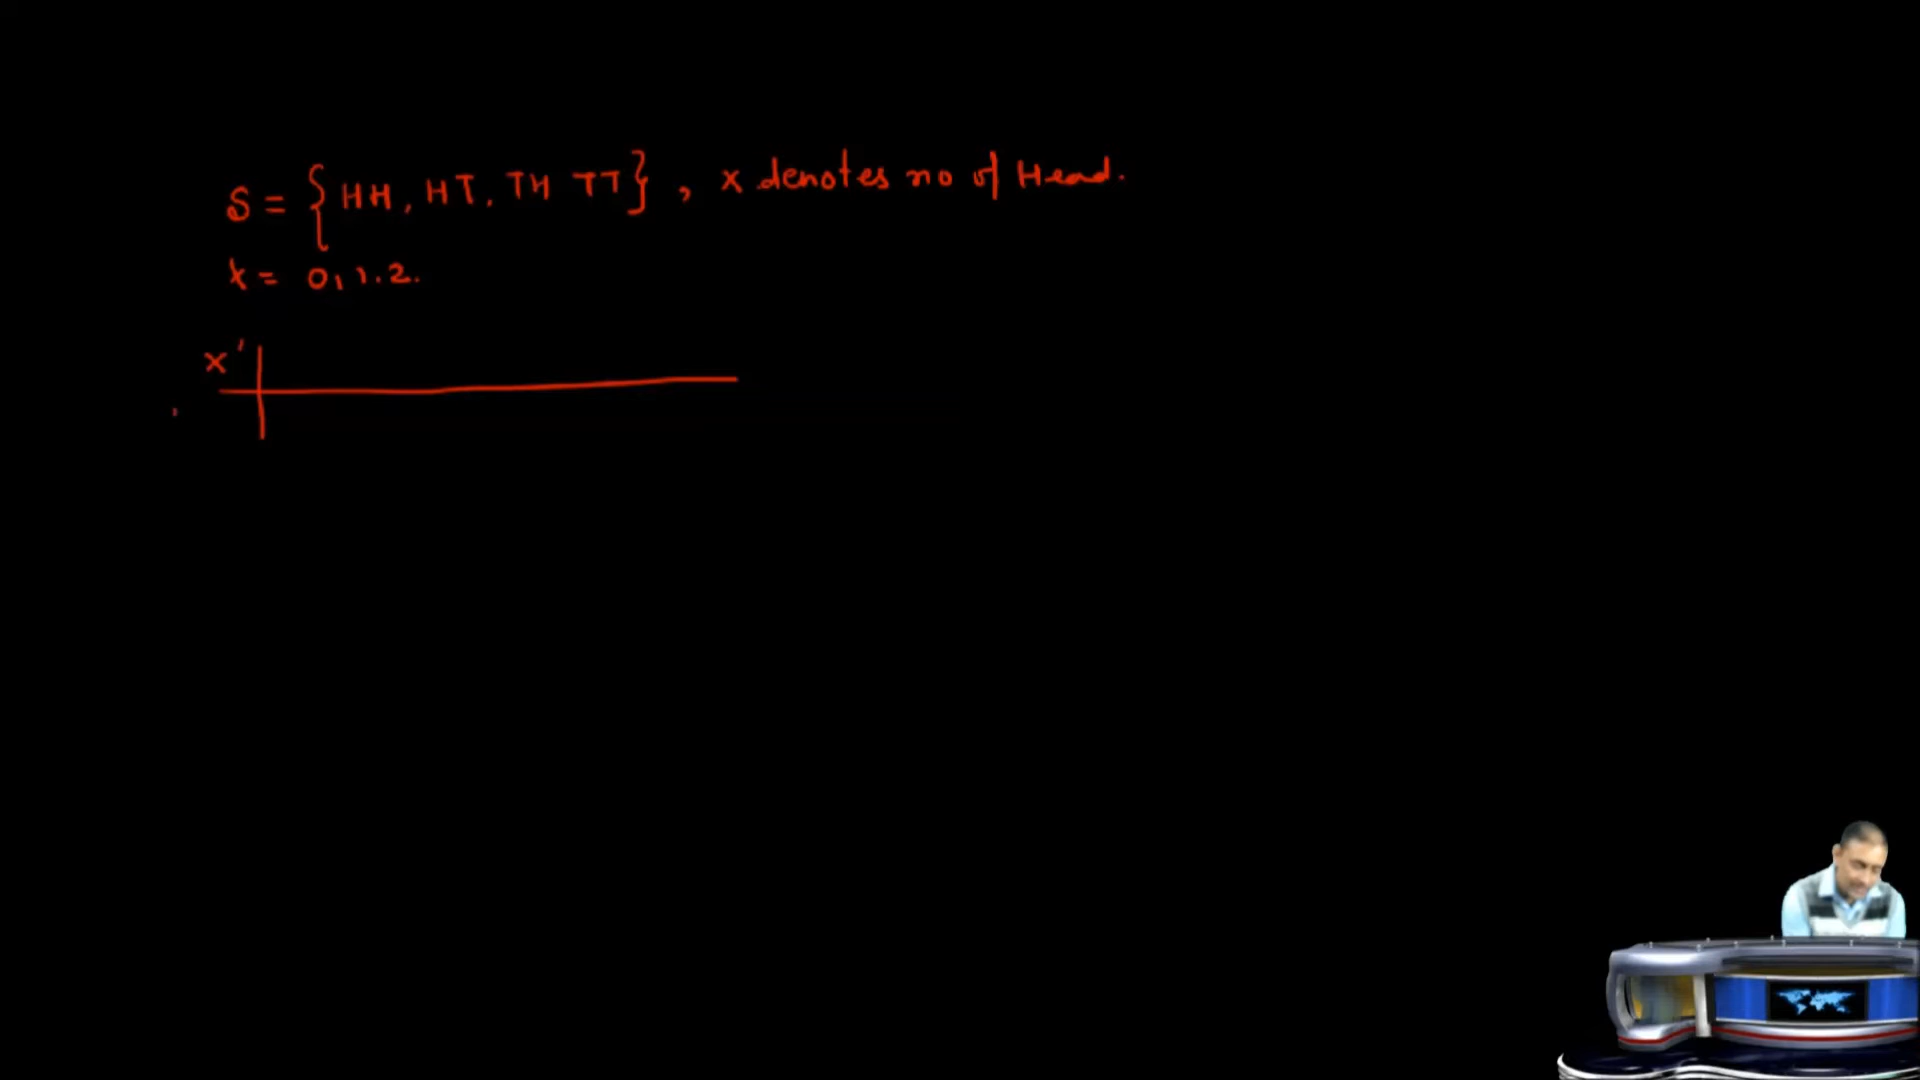 S = {HH, HT, TH TT}, x denotes no of Head.
x = 0, 1. 2.
x